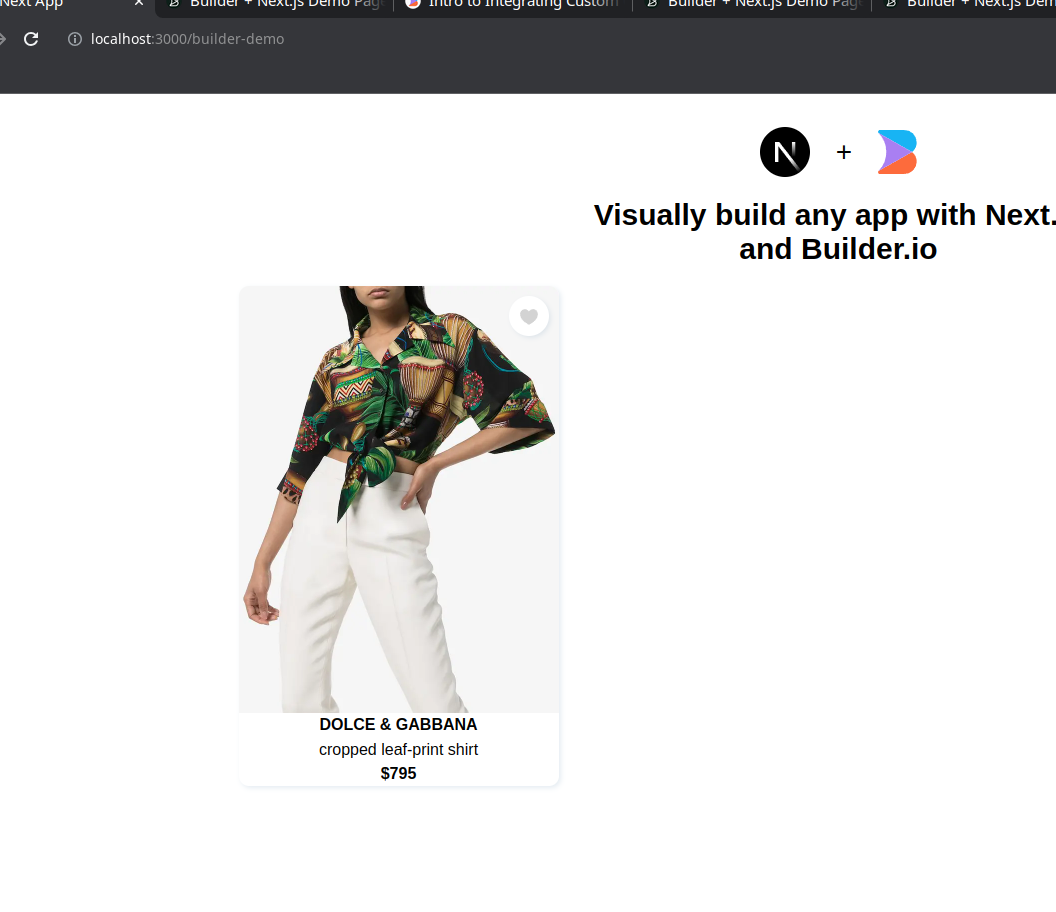 Next App
Builder + Next.js Demo Page
Intro to Integrating Custom
Builder + Next.js Demo Pag
Builder + Next.js Dem
localhost:3000/builder-demo
N + B
Visually build any app with Next.
and Builder.io
DOLCE & GABBANA
cropped leaf-print shirt
$795